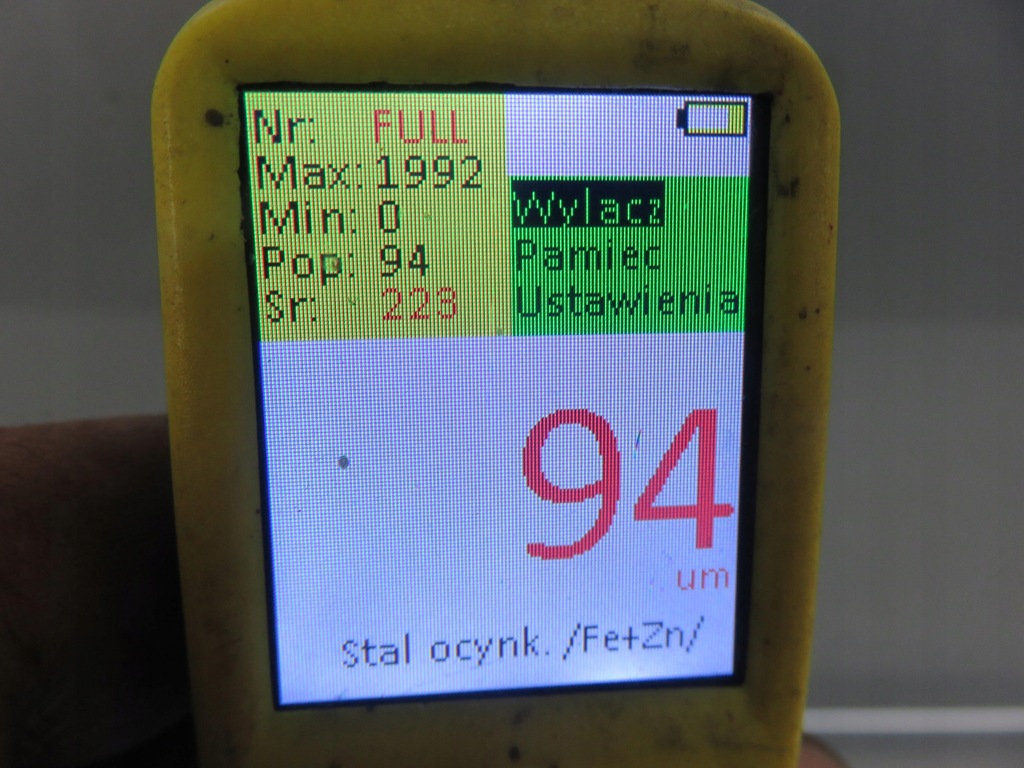 Nr: FULL
Max: 1992
Min: 0
Pop: 94
Sr: 223
Wylacz
Pamiec
Ustawienia
94
um
Stal ocynk. /Fe+Zn/